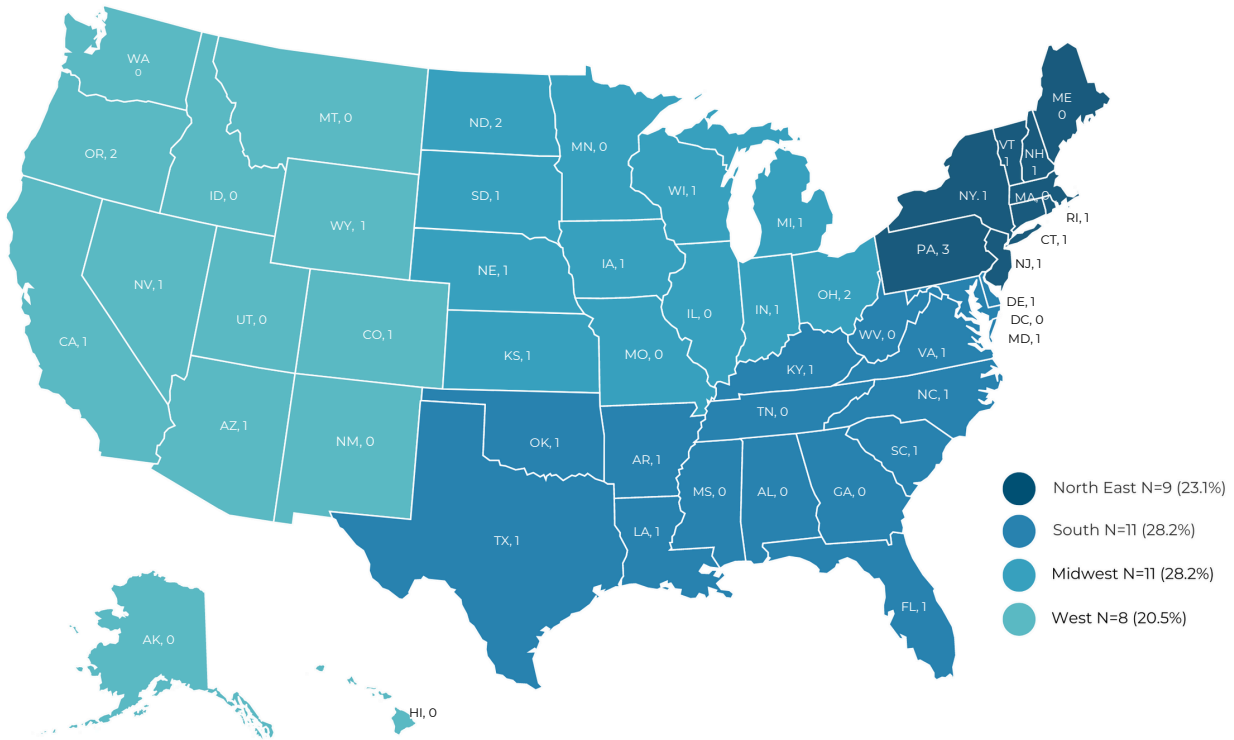 WA
0
OR, 2
CA, 1
NV, 1
ID, 0
MT, 0
WY, 1
UT, 0
CO, 1
AZ, 1
NM, 0
AK, 0
HI, 0
ND, 2
SD, 1
NE, 1
KS, 1
MN, 0
IA, 1
MO, 0
WI, 1
IL, 0
MI, 1
IN, 1
OH, 2
OK, 1
TX, 1
AR, 1
LA, 1
MS, 0
AL, 0
GA, 0
FL, 1
SC, 1
NC, 1
TN, 0
KY, 1
WV, 0
VA, 1
ME
0
VT
1
NH
1
NY. 1
MA, 0
RI, 1
CT, 1
PA, 3
NJ, 1
DE, 1
DC, 0
MD, 1
North East N=9 (23.1%)
South N=11 (28.2%)
Midwest N=11 (28.2%)
West N=8 (20.5%)